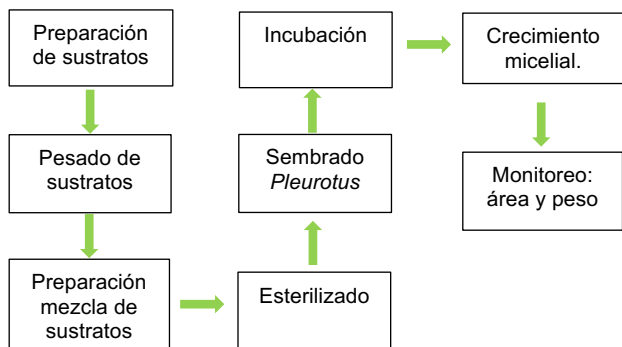 Preparación
de sustratos
Pesado de
sustratos
Preparación
mezcla de
sustratos
Esterilizado
Sembrado
Pleurotus
Incubación
Crecimiento
micelial.
Monitoreo:
área y peso